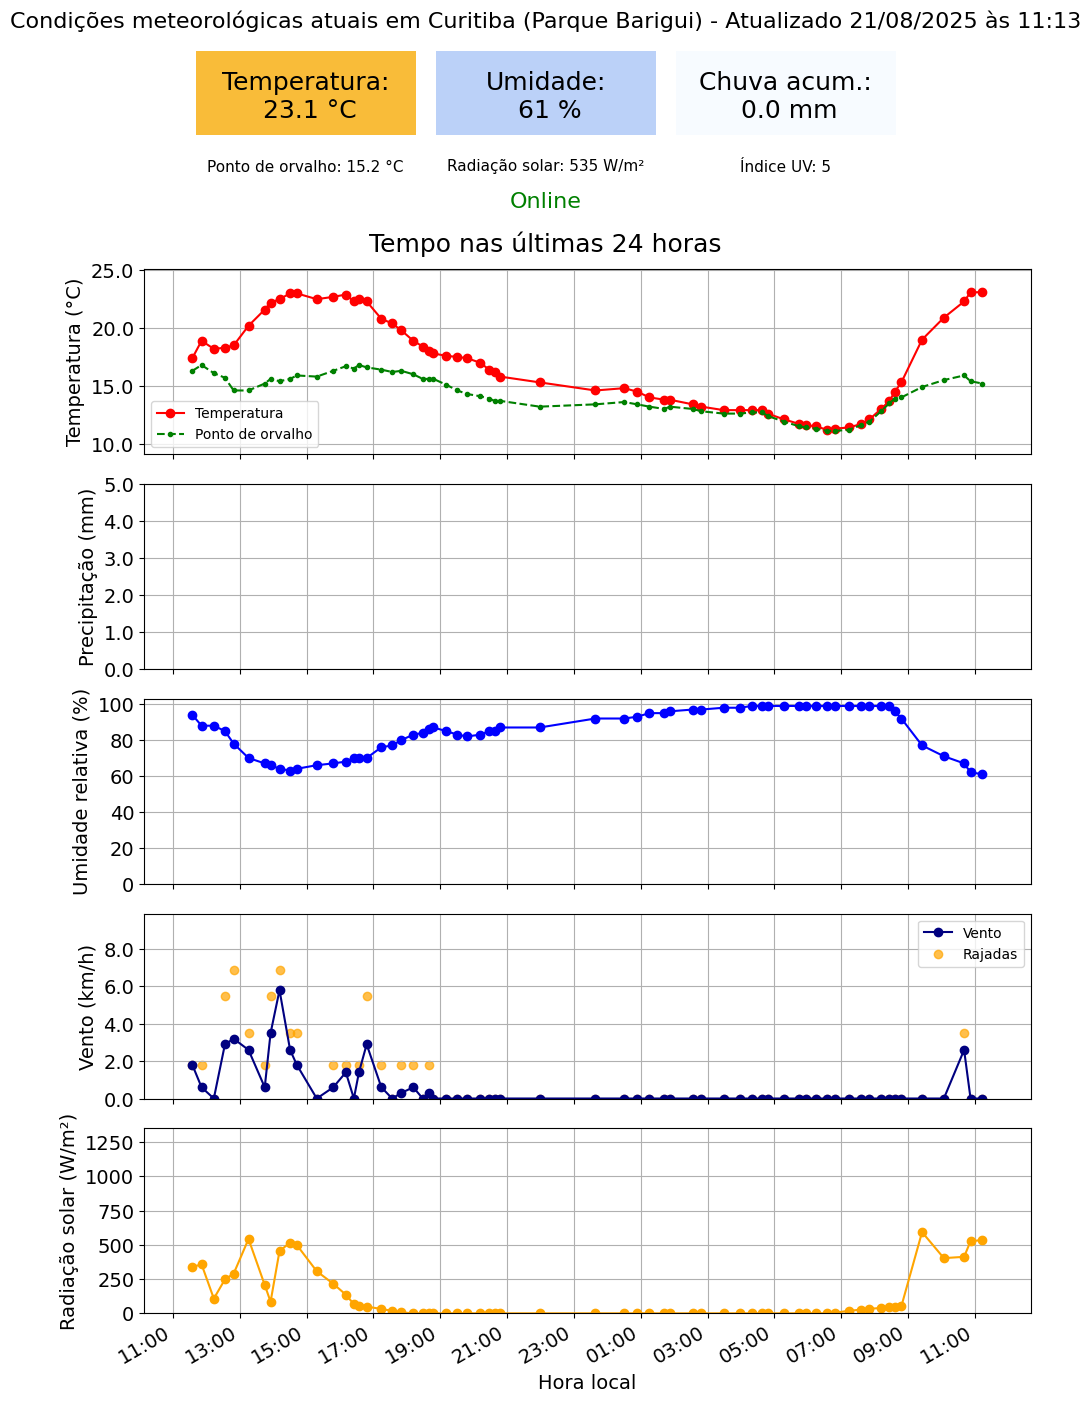 Condições meteorológicas atuais em Curitiba (Parque Barigui) - Atualizado 21/08/2025 às 11:13
Temperatura:
23.1 °C
Umidade:
61 %
Chuva acum.:
0.0 mm
Ponto de orvalho: 15.2 °C
Radiação solar: 535 W/m²
Índice UV: 5
Online
Tempo nas últimas 24 horas
Temperatura (°C)
25.0
20.0
15.0
10.0
Temperatura
Ponto de orvalho
Precipitação (mm)
5.0
4.0
3.0
2.0
1.0
0.0
Umidade relativa (%)
100
80
60
40
20
0
Vento (km/h)
8.0
6.0
4.0
2.0
0.0
Vento
Rajadas
Radiação solar (W/m²)
1250
1000
750
500
250
0
11:00 13:00 15:00 17:00 19:00 21:00 23:00 01:00 03:00 05:00 07:00 09:00 11:00
Hora local